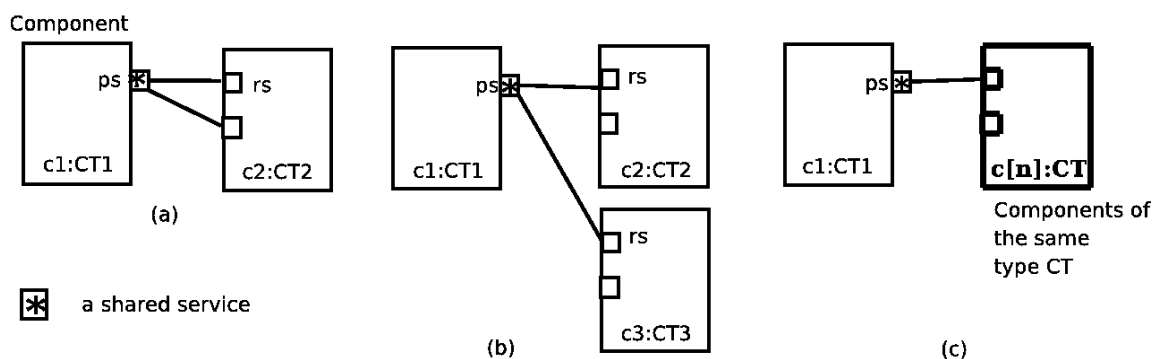 Component
ps * rs
c1:CT1
c2:CT2
(a)
* a shared service
ps * rs
c1:CT1
c2:CT2
rs
c3:CT3
(b)
ps *
c1:CT1
c[n]:CT
Components of
the same
type CT
(c)